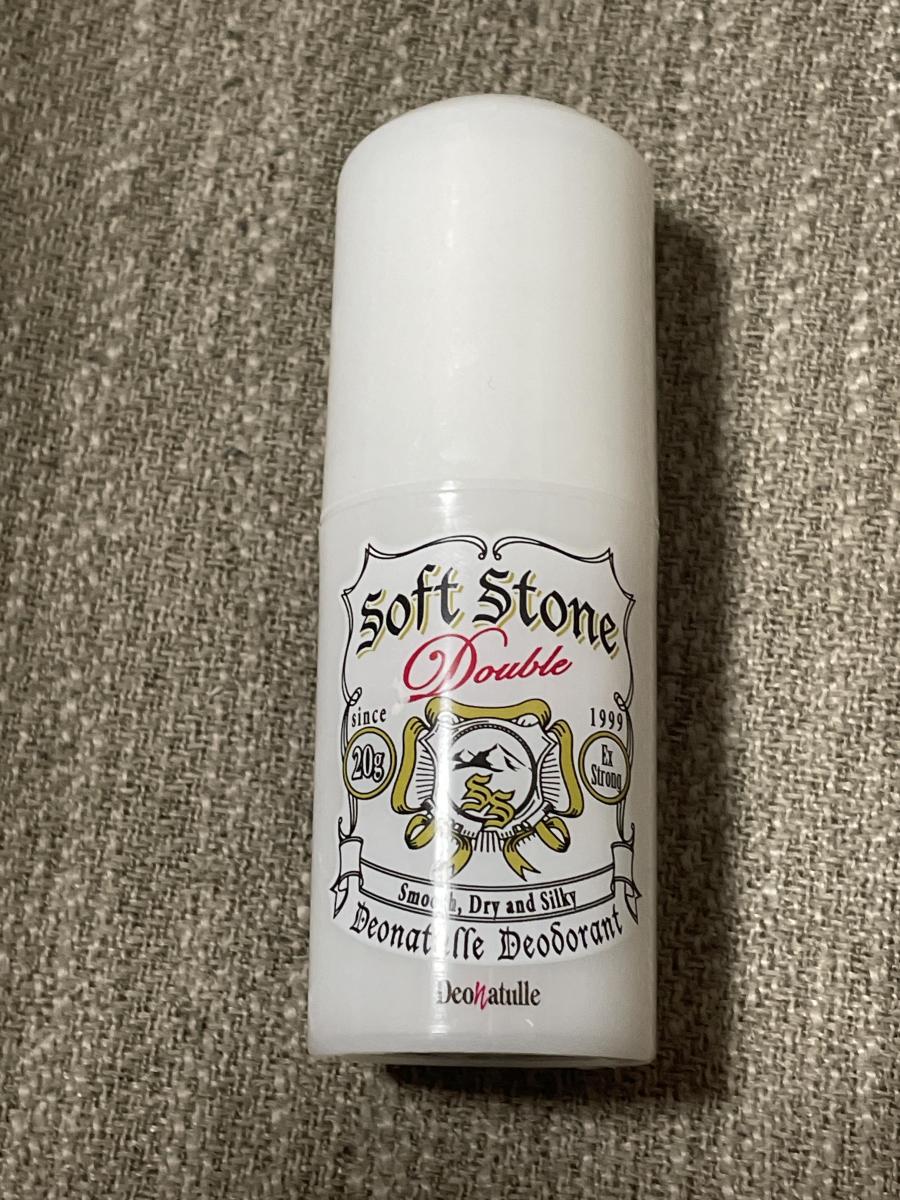 Soft Stone
Double
since 1999
20g
Ex
Strong
SS
Smooth, Dry and Silky
Deonatulle Deodorant
DeoNatulle